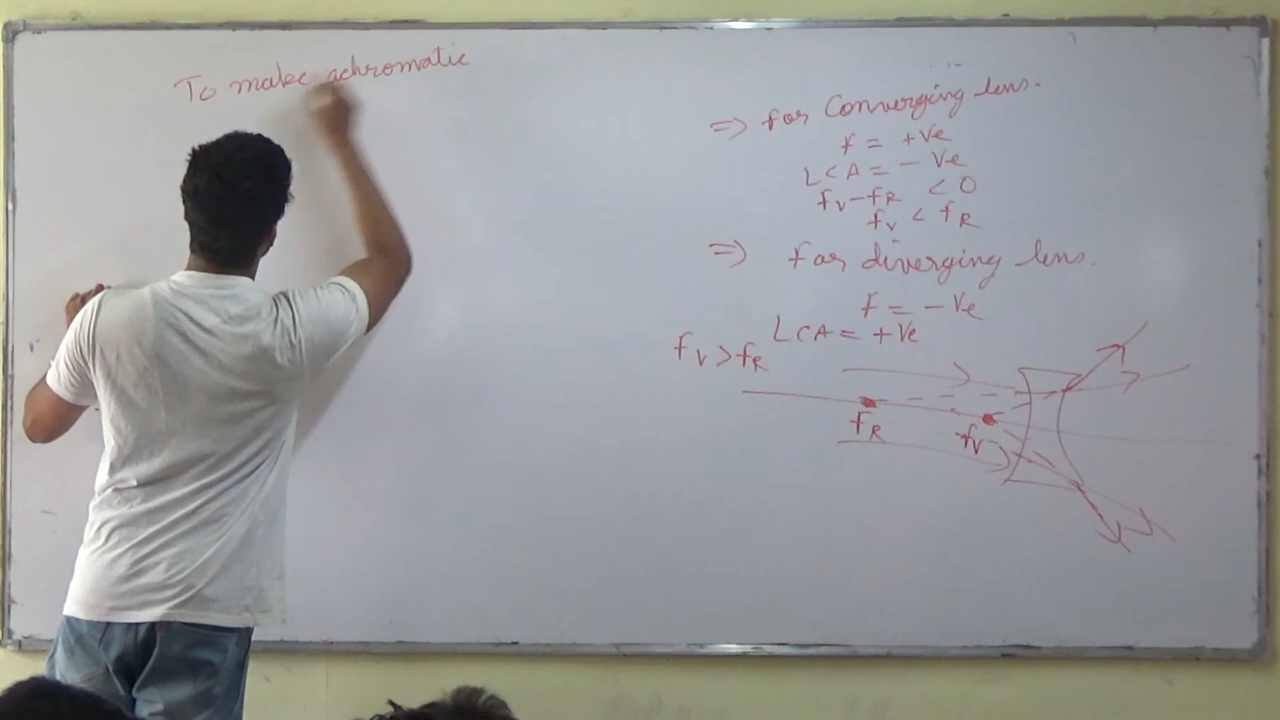 To make achromatic
=> for Converging lens.
f = +Ve
LCA = - Ve
fV-fR < 0
fV < fR
=> for diverging lens.
f = - Ve
LCA = +Ve
fV > fR
fR
fV